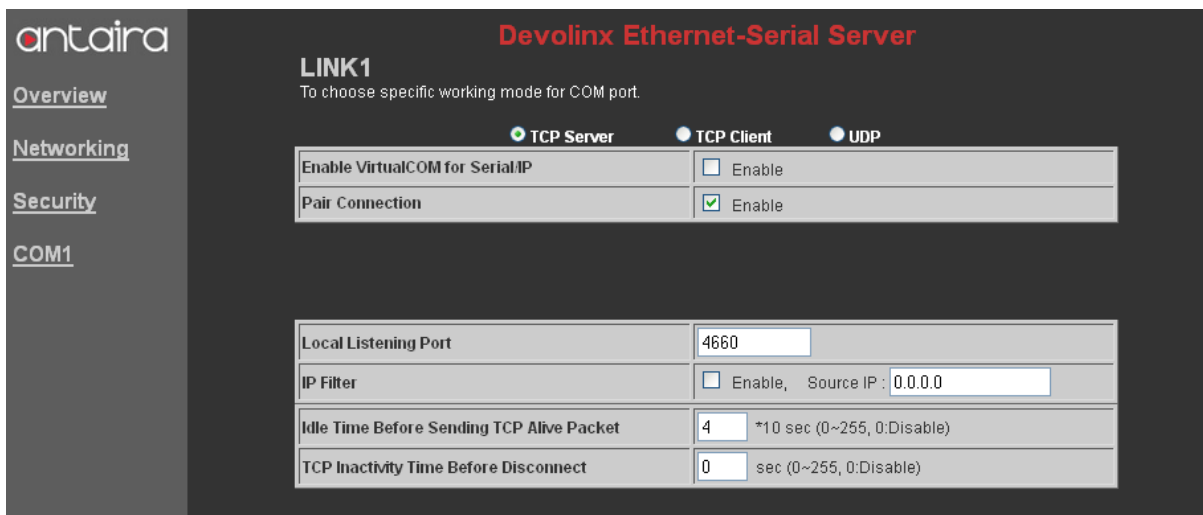 antaira
Devolinx Ethernet-Serial Server
LINK1
To choose specific working mode for COM port.
Overview
Networking
Security
COM1
TCP Server TCP Client UDP
Enable VirtualCOM for Serial/IP Enable
Pair Connection Enable
Local Listening Port 4660
IP Filter Enable, Source IP : 0.0.0.0
Idle Time Before Sending TCP Alive Packet 4 *10 sec (0~255, 0:Disable)
TCP Inactivity Time Before Disconnect 0 sec (0~255, 0:Disable)